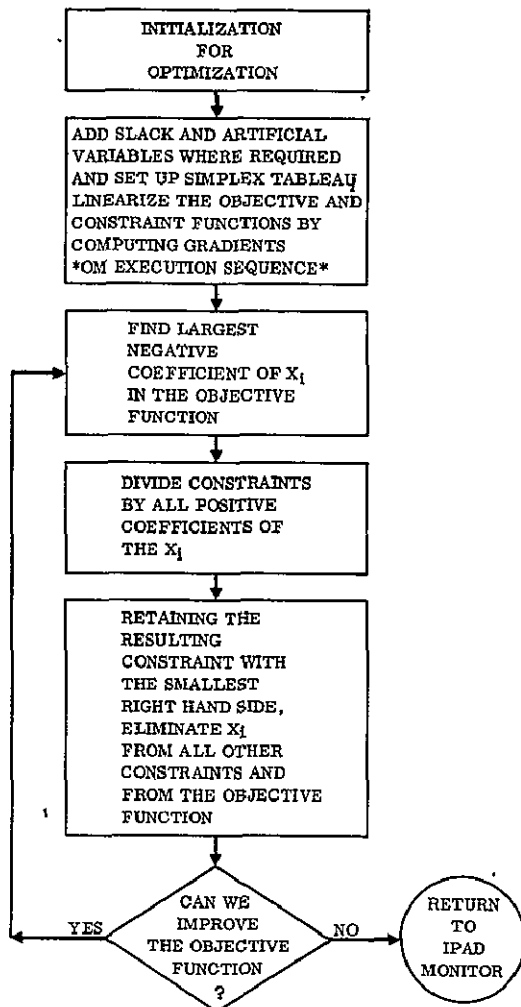 INITIALIZATION
FOR
OPTIMIZATION
ADD SLACK AND ARTIFICIAL
VARIABLES WHERE REQUIRED
AND SET UP SIMPLEX TABLEAU
LINEARIZE THE OBJECTIVE AND
CONSTRAINT FUNCTIONS BY
COMPUTING GRADIENTS
*OM EXECUTION SEQUENCE*
FIND LARGEST
NEGATIVE
COEFFICIENT OF Xi
IN THE OBJECTIVE
FUNCTION
DIVIDE CONSTRAINTS
BY ALL POSITIVE
COEFFICIENTS OF
THE Xi
RETAINING THE
RESULTING
CONSTRAINT WITH
THE SMALLEST
RIGHT HAND SIDE,
ELIMINATE Xi
FROM ALL OTHER
CONSTRAINTS AND
FROM THE OBJECTIVE
FUNCTION
YES
CAN WE
IMPROVE
THE OBJECTIVE
FUNCTION
?
NO
RETURN
TO
IPAD
MONITOR